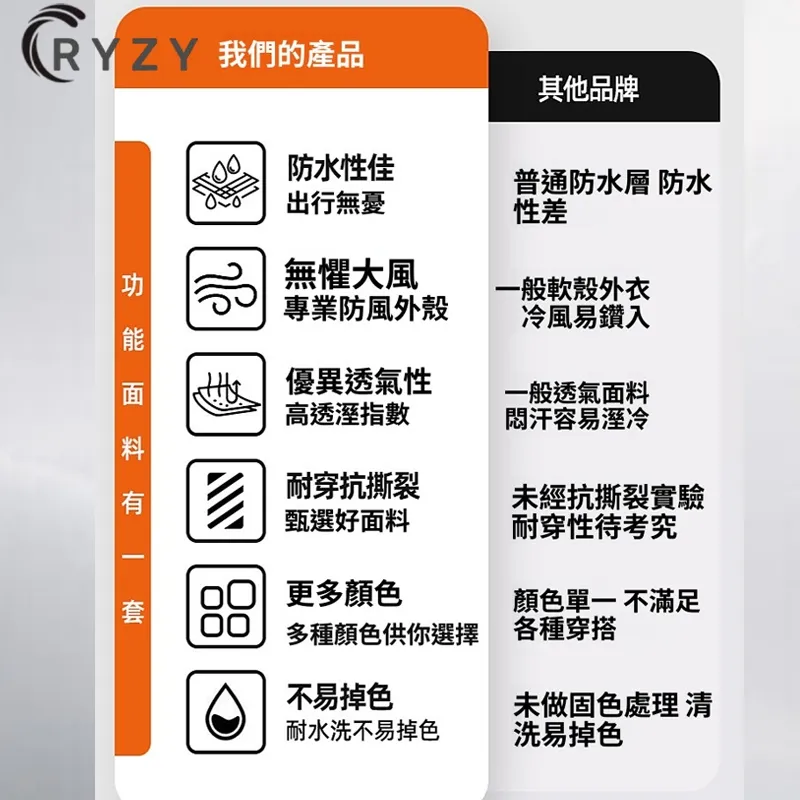 RYZY
我們的產品
其他品牌
功能面料有一套
防水性佳
出行無憂
普通防水層 防水
性差
無懼大風
專業防風外殼
一般軟殼外衣
冷風易鑽入
優異透氣性
高透溼指數
一般透氣面料
悶汗容易溼冷
耐穿抗撕裂
甄選好面料
未經抗撕裂實驗
耐穿性待考究
更多顏色
多種顏色供你選擇
顏色單一 不滿足
各種穿搭
不易掉色
耐水洗不易掉色
未做固色處理 清
洗易掉色